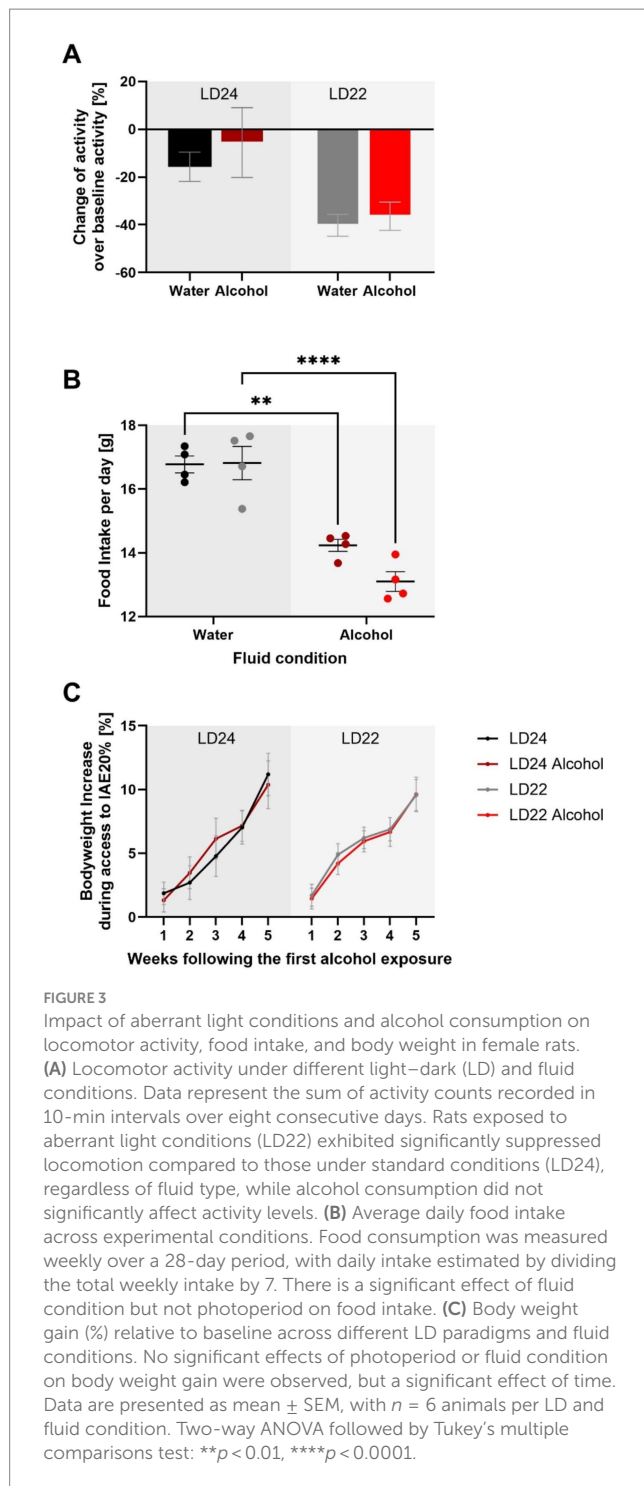 A
Change of activity
over baseline activity [%]
20
0
-20
-40
-60
LD24
LD22
Water Alcohol
Water Alcohol
B
****
**
Food Intake per day [g]
18
16
14
12
Water
Alcohol
Fluid condition
C
Bodyweight Increase
during access to IAE20% [%]
15
10
5
0
LD24
LD22
LD24
LD24 Alcohol
LD22
LD22 Alcohol
1 2 3 4 5
1 2 3 4 5
Weeks following the first alcohol exposure
FIGURE 3
Impact of aberrant light conditions and alcohol consumption on
locomotor activity, food intake, and body weight in female rats.
(A) Locomotor activity under different light–dark (LD) and fluid
conditions. Data represent the sum of activity counts recorded in
10-min intervals over eight consecutive days. Rats exposed to
aberrant light conditions (LD22) exhibited significantly suppressed
locomotion compared to those under standard conditions (LD24),
regardless of fluid type, while alcohol consumption did not
significantly affect activity levels. (B) Average daily food intake
across experimental conditions. Food consumption was measured
weekly over a 28-day period, with daily intake estimated by dividing
the total weekly intake by 7. There is a significant effect of fluid
condition but not photoperiod on food intake. (C) Body weight
gain (%) relative to baseline across different LD paradigms and fluid
conditions. No significant effects of photoperiod or fluid condition
on body weight gain were observed, but a significant effect of time.
Data are presented as mean ± SEM, with n = 6 animals per LD and
fluid condition. Two-way ANOVA followed by Tukey's multiple
comparisons test: **p < 0.01, ****p < 0.0001.